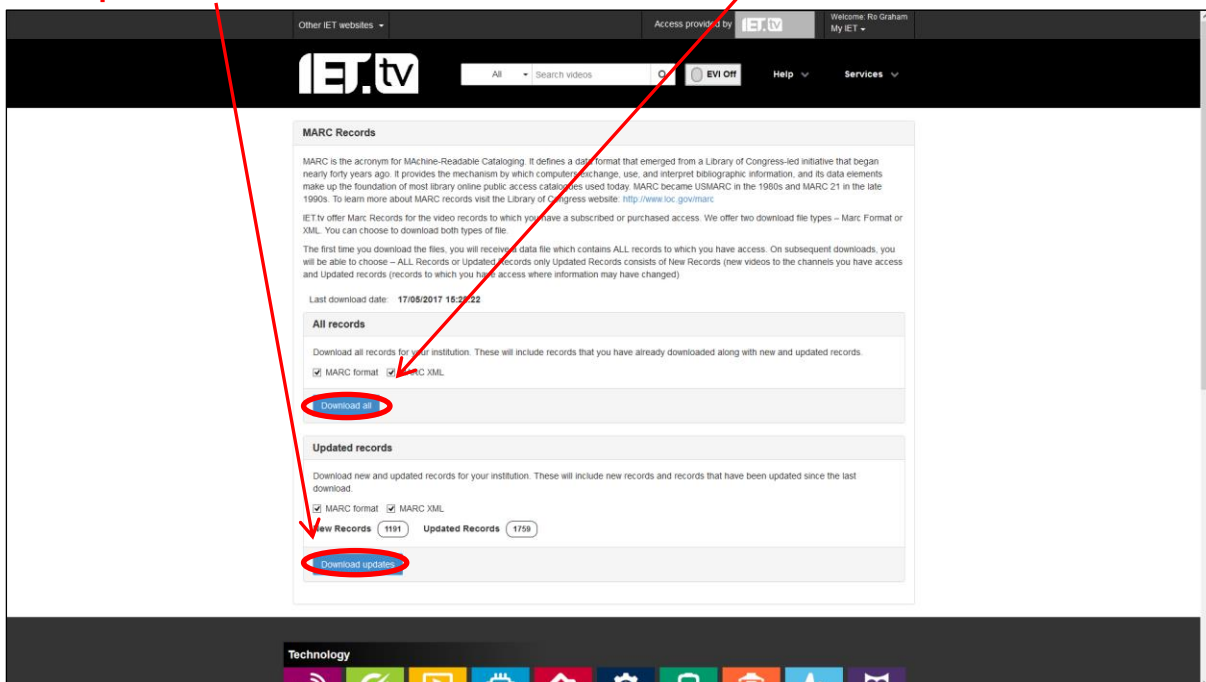 Other IET websites
Access provided by IET.tv
Welcome: Ro Graham
My IET
IET.tv
All
Search videos
EVI Off
Help
Services
MARC Records
MARC is the acronym for MAchine-Readable Cataloging. It defines a data format that emerged from a Library of Congress-led initiative that began
nearly forty years ago. It provides the mechanism by which computers exchange, use, and interpret bibliographic information, and its data elements
make up the foundation of most library online public access catalogues used today. MARC became USMARC in the 1980s and MARC 21 in the late
1990s. To learn more about MARC records visit the Library of Congress website: http://www.loc.gov/marc
IET.tv offer Marc Records for the video records to which you have a subscribed or purchased access. We offer two download file types – Marc Format or
XML. You can choose to download both types of file.
The first time you download the files, you will receive a data file which contains ALL records to which you have access. On subsequent downloads, you
will be able to choose – ALL Records or Updated Records only Updated Records consists of New Records (new videos to the channels you have access
and Updated records (records to which you have access where information may have changed)
Last download date: 17/05/2017 15:28:22
All records
Download all records for your institution. These will include records that you have already downloaded along with new and updated records.
MARC format MARC XML
Download all
Updated records
Download new and updated records for your institution. These will include new records and records that have been updated since the last
download.
MARC format MARC XML
New Records 1191 Updated Records 1759
Download updates
Technology